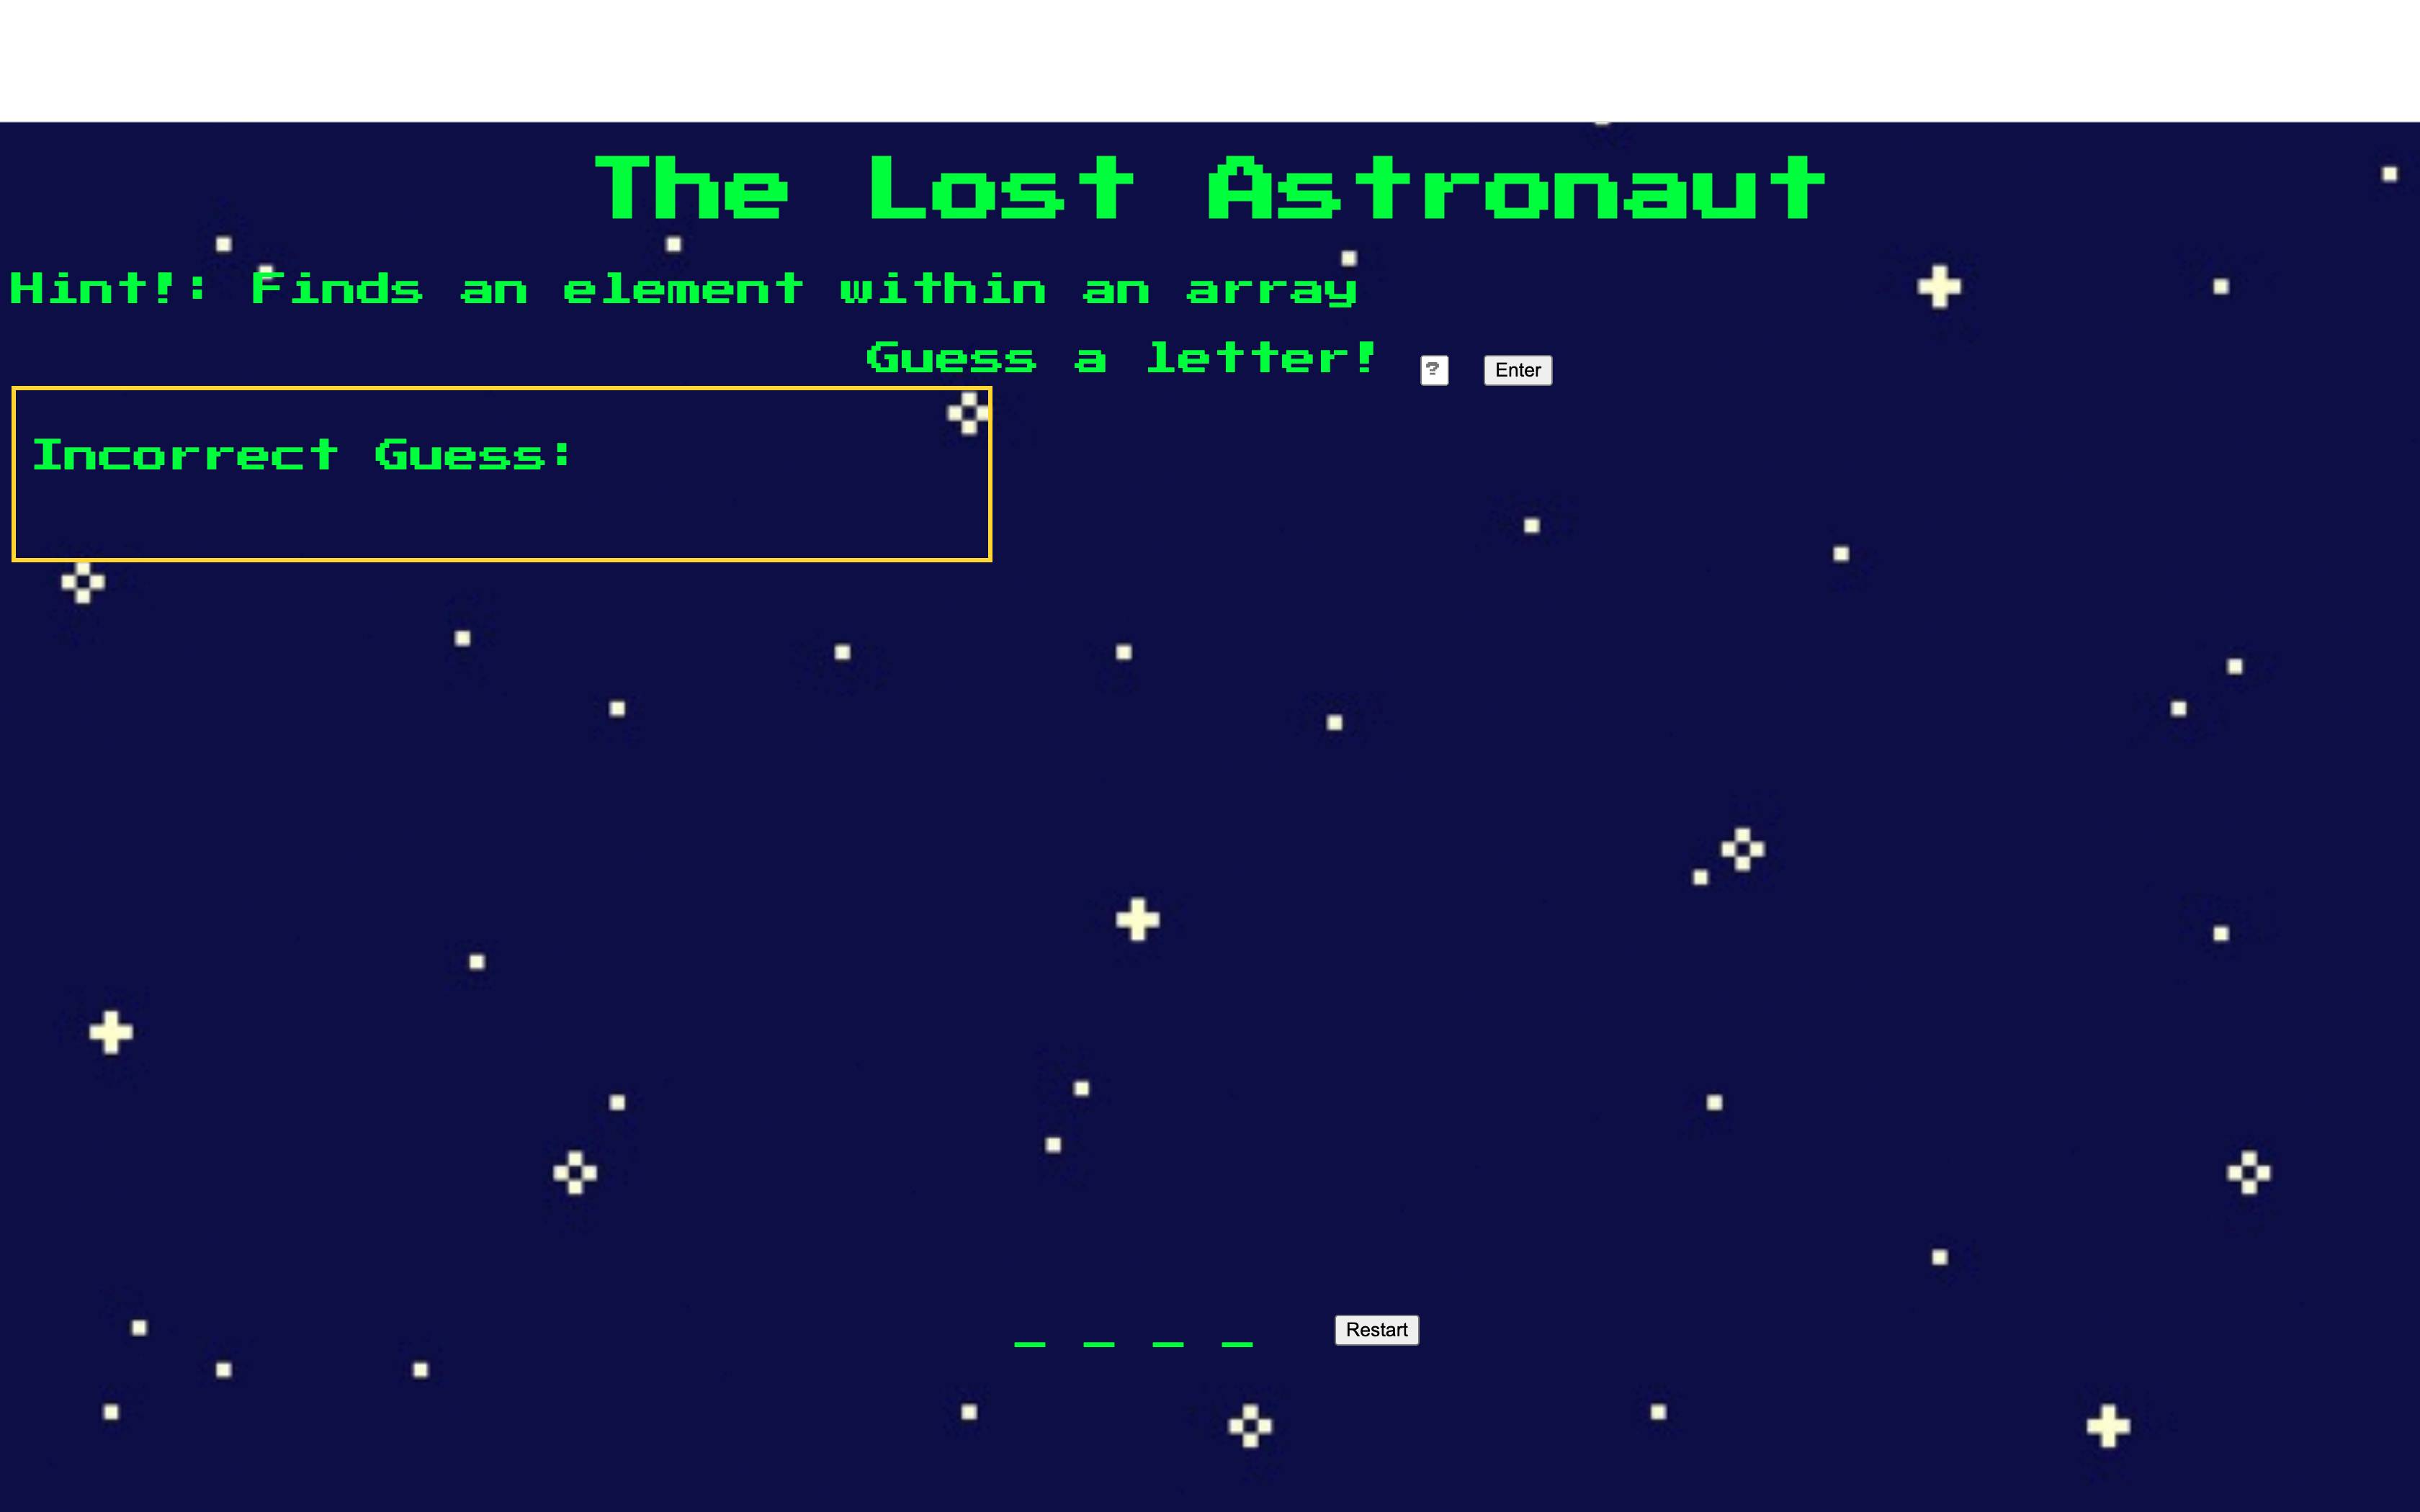 The Lost Astronaut
Hint!: Finds an element within an array
Guess a letter! ? Enter
Incorrect Guess:
_ _ _ _ Restart